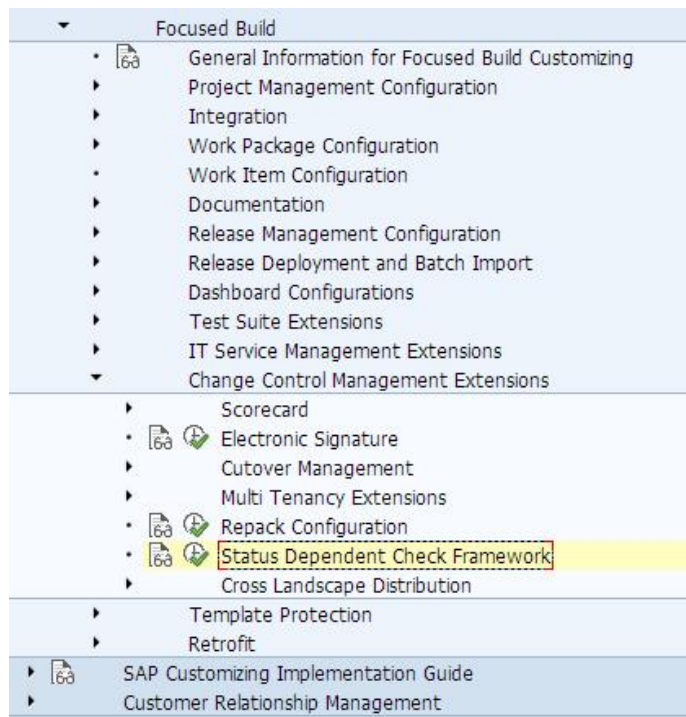 Focused Build
General Information for Focused Build Customizing
Project Management Configuration
Integration
Work Package Configuration
Work Item Configuration
Documentation
Release Management Configuration
Release Deployment and Batch Import
Dashboard Configurations
Test Suite Extensions
IT Service Management Extensions
Change Control Management Extensions
Scorecard
Electronic Signature
Cutover Management
Multi Tenancy Extensions
Repack Configuration
Status Dependent Check Framework
Cross Landscape Distribution
Template Protection
Retrofit
SAP Customizing Implementation Guide
Customer Relationship Management